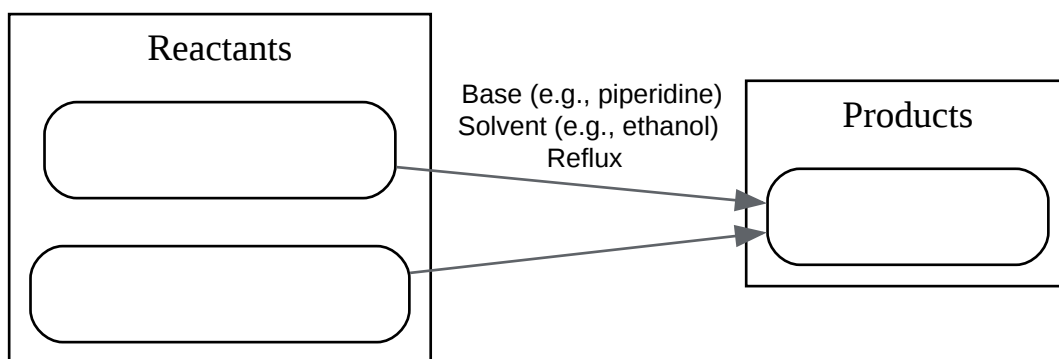 Reactants
Base (e.g., piperidine)
Solvent (e.g., ethanol)
Reflux
Products